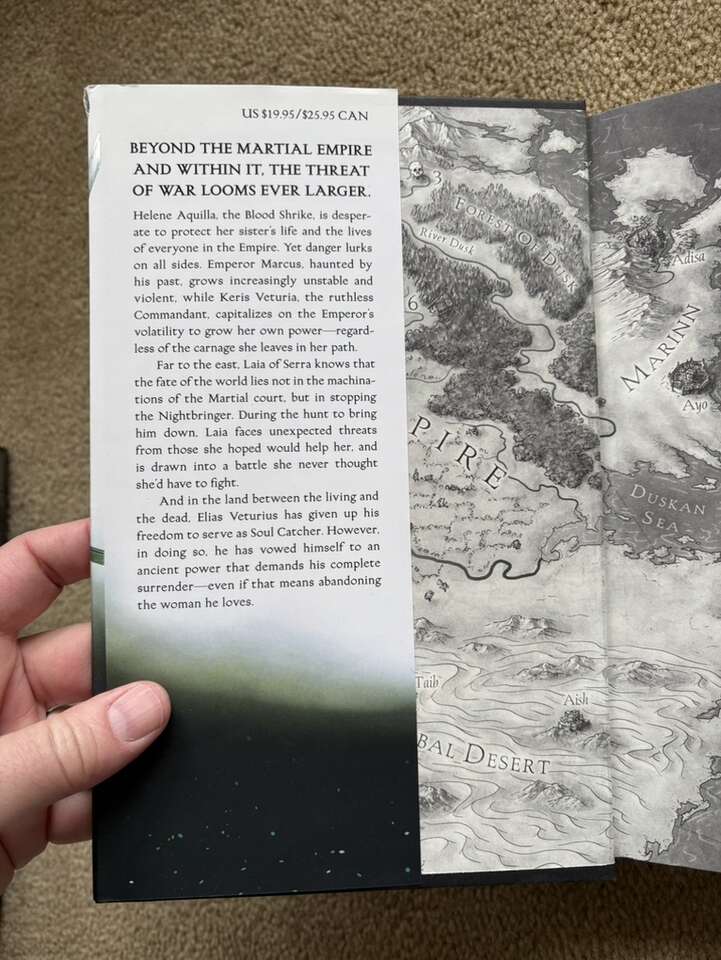 US $19.95/$25.95 CAN
BEYOND THE MARTIAL EMPIRE
AND WITHIN IT, THE THREAT
OF WAR LOOMS EVER LARGER.
Helene Aquilla, the Blood Shrike, is desper-
ate to protect her sister's life and the lives
of everyone in the Empire. Yet danger lurks
on all sides. Emperor Marcus, haunted by
his past, grows increasingly unstable and
violent, while Keris Veturia, the ruthless
Commandant, capitalizes on the Emperor's
volatility to grow her own power—regard-
less of the carnage she leaves in her path.
Far to the east, Laia of Serra knows that
the fate of the world lies not in the machina-
tions of the Martial court, but in stopping
the Nightbringer. During the hunt to bring
him down, Laia faces unexpected threats
from those she hoped would help her, and
is drawn into a battle she never thought
she'd have to fight.
And in the land between the living and
the dead, Elias Veturius has given up his
freedom to serve as Soul Catcher. However,
in doing so, he has vowed himself to an
ancient power that demands his complete
surrender—even if that means abandoning
the woman he loves.
3
FOREST OF DUSK
River Dusk
6
PIRE
Taib
Aish
BAL DESERT
Adisa
MARINN
Ayo
DUSKAN
SEA